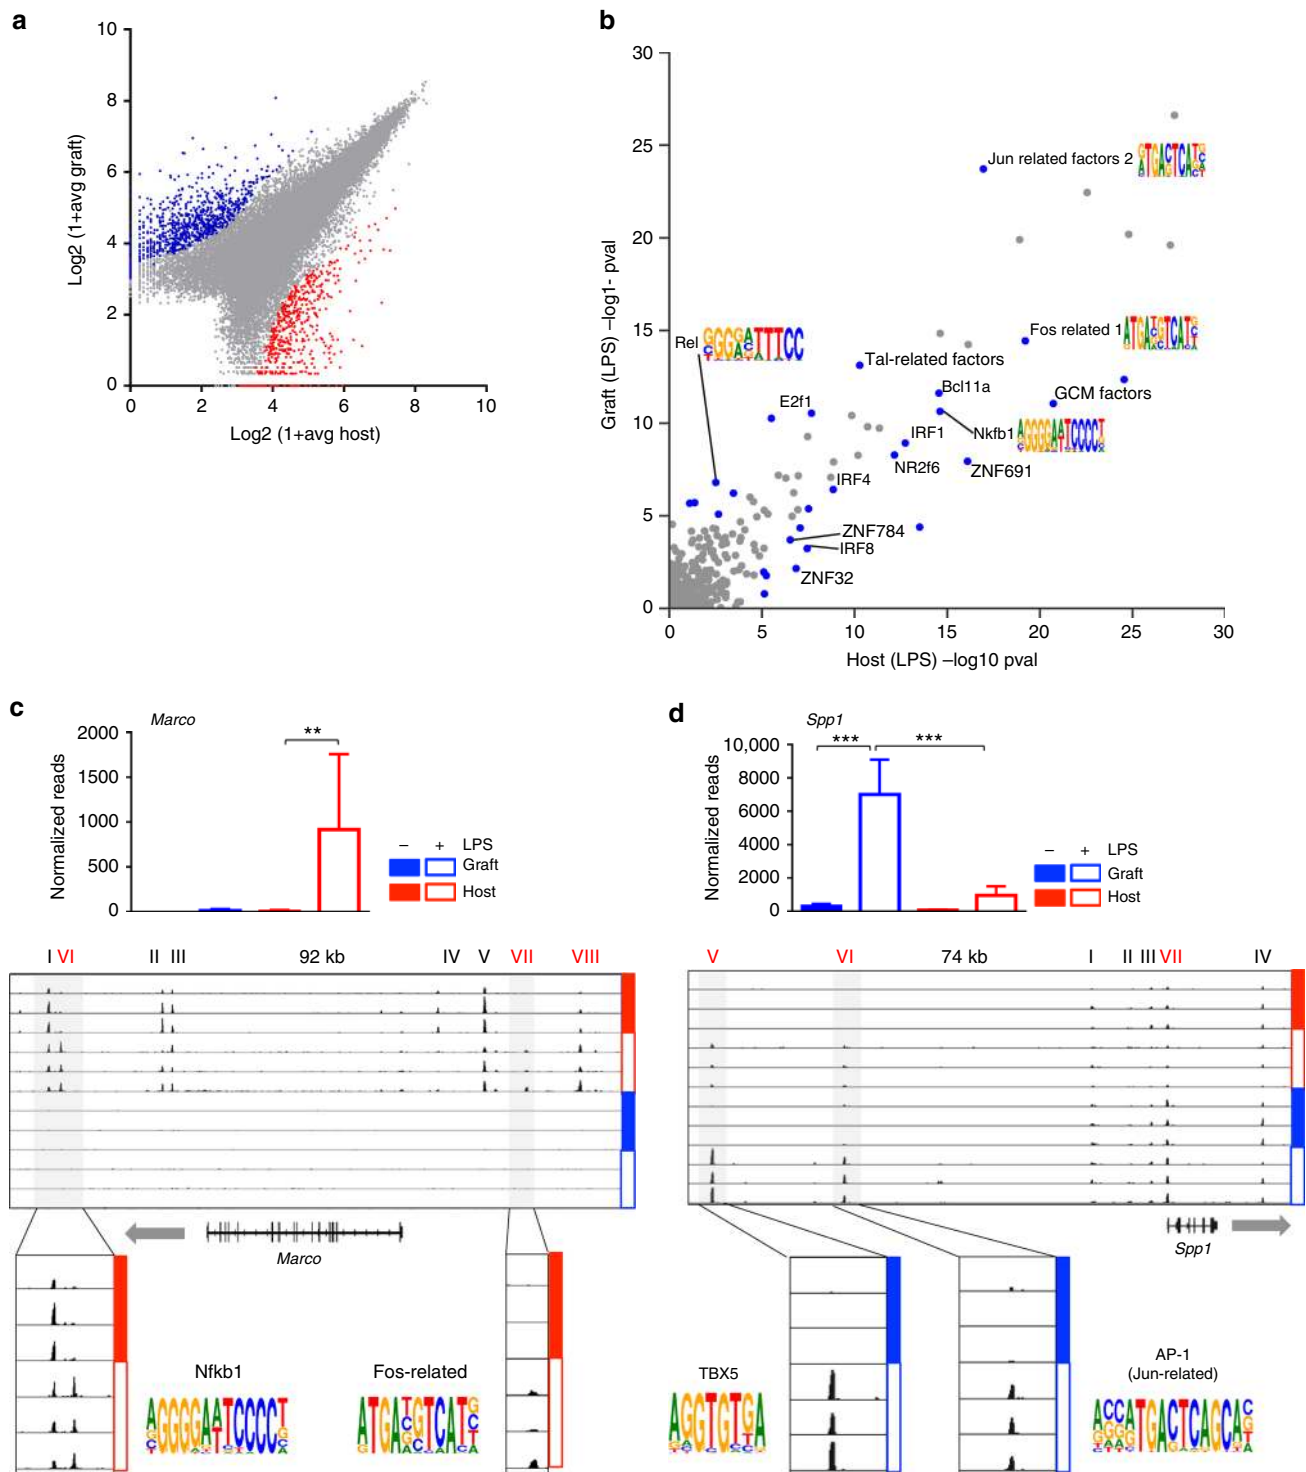 a
10
8
6
4
2
0
Log2 (1+avg graft)
0 2 4 6 8 10
Log2 (1+avg host)
b
30
25
20
15
10
5
0
Graft (LPS) –log1- pval
Jun related factors 2
Fos related 1
Rel
Tal-related factors
Bcl11a
GCM factors
E2f1
Nkfb1
IRF1
NR2f6
ZNF691
IRF4
ZNF784
IRF8
ZNF32
0 5 10 15 20 25 30
Host (LPS) –log10 pval
c
Marco
2000
1500
1000
500
0
Normalized reads
**
– + LPS
Graft
Host
I VI II III 92 kb IV V VII VIII
Marco
Nfkb1
Fos-related
d
Spp1
10,000
8000
6000
4000
2000
0
Normalized reads
*** ***
– + LPS
Graft
Host
V VI 74 kb I II III VII IV
Spp1
TBX5
AGGTGTGA
AP-1
(Jun-related)